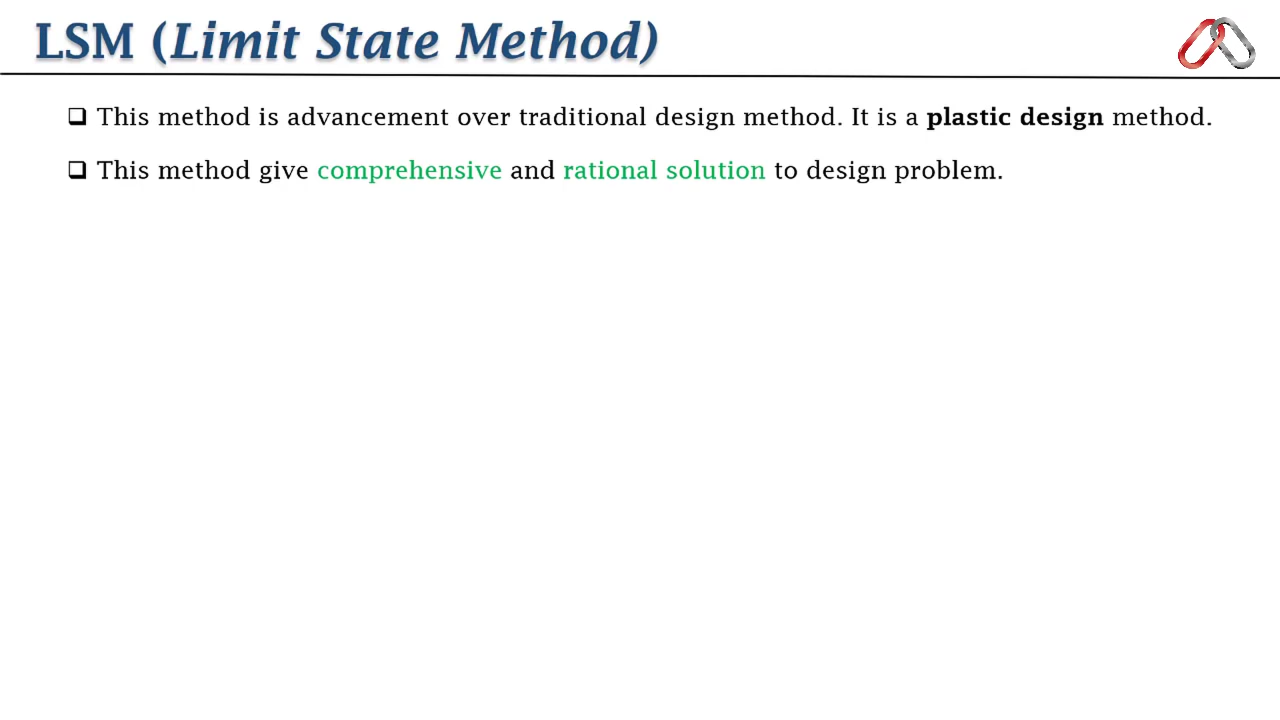 LSM (Limit State Method)
❑ This method is advancement over traditional design method. It is a plastic design method.
❑ This method give comprehensive and rational solution to design problem.